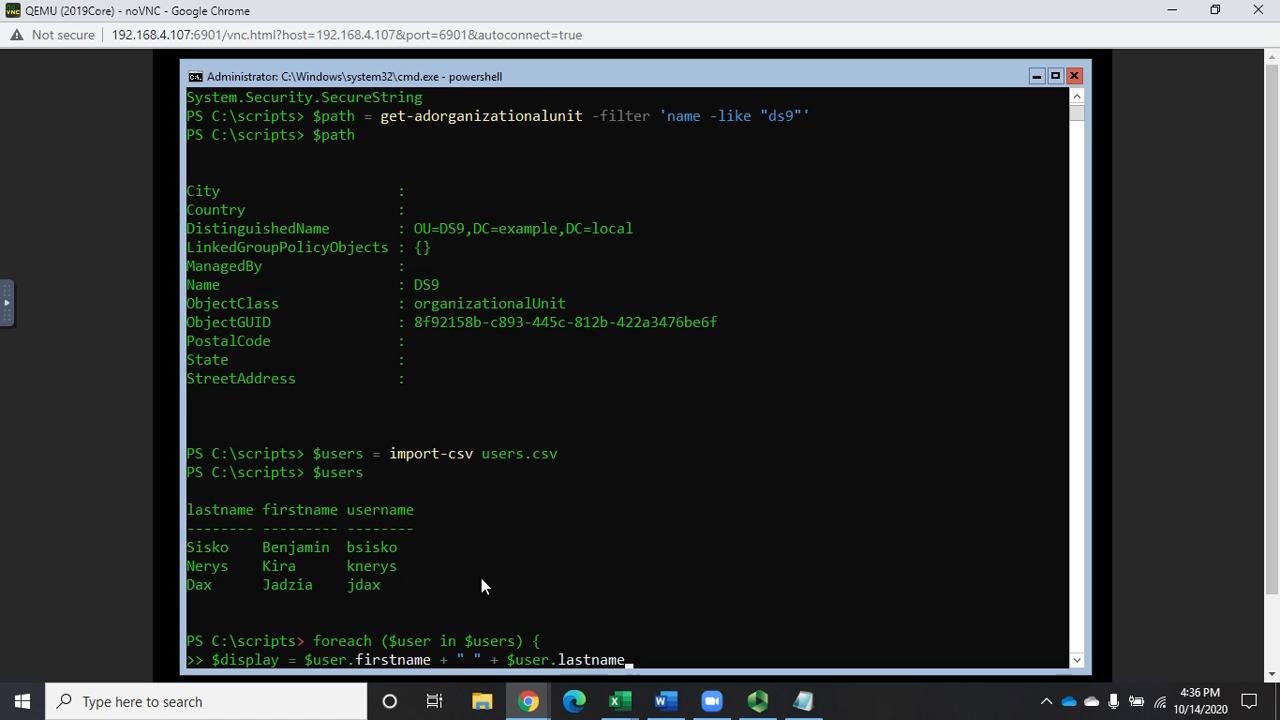 QEMU (2019Core) - noVNC - Google Chrome
Not secure
192.168.4.107:6901/vnc.html?host=192.168.4.107&port=6901&autoconnect=true
Administrator: C:\Windows\system32\cmd.exe - powershell
System.Security.SecureString
PS C:\scripts> $path = get-adorganizationalunit -filter 'name -like "ds9"'
PS C:\scripts> $path
City :
Country :
DistinguishedName : OU=DS9,DC=example,DC=local
LinkedGroupPolicyObjects : {}
ManagedBy :
Name : DS9
ObjectClass : organizationalUnit
ObjectGUID : 8f92158b-c893-445c-812b-422a3476be6f
PostalCode :
State :
StreetAddress :
PS C:\scripts> $users = import-csv users.csv
PS C:\scripts> $users
lastname firstname username
-------- --------- --------
Sisko Benjamin bsisko
Nerys Kira knerys
Dax Jadzia jdax
PS C:\scripts> foreach ($user in $users) {
>> $display = $user.firstname + " " + $user.lastname_
Type here to search
4:36 PM
10/14/2020